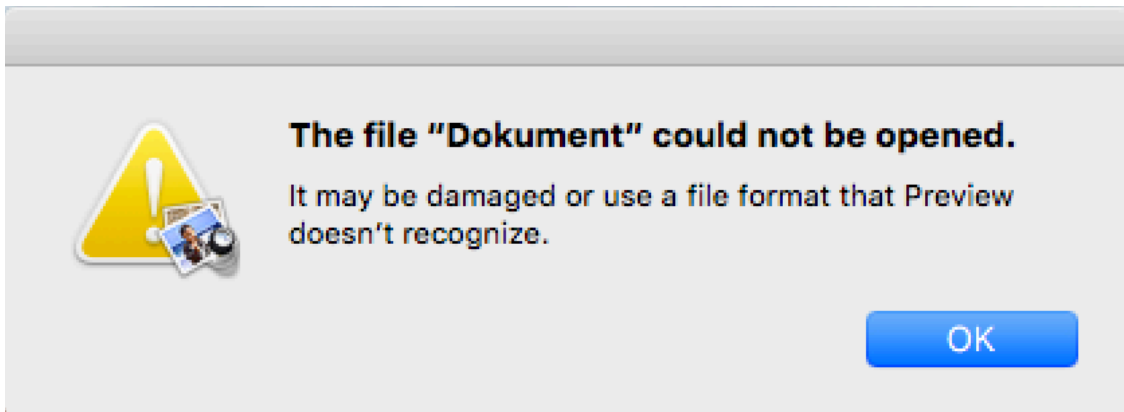 The file “Dokument” could not be opened.
It may be damaged or use a file format that Preview
doesn’t recognize.
OK